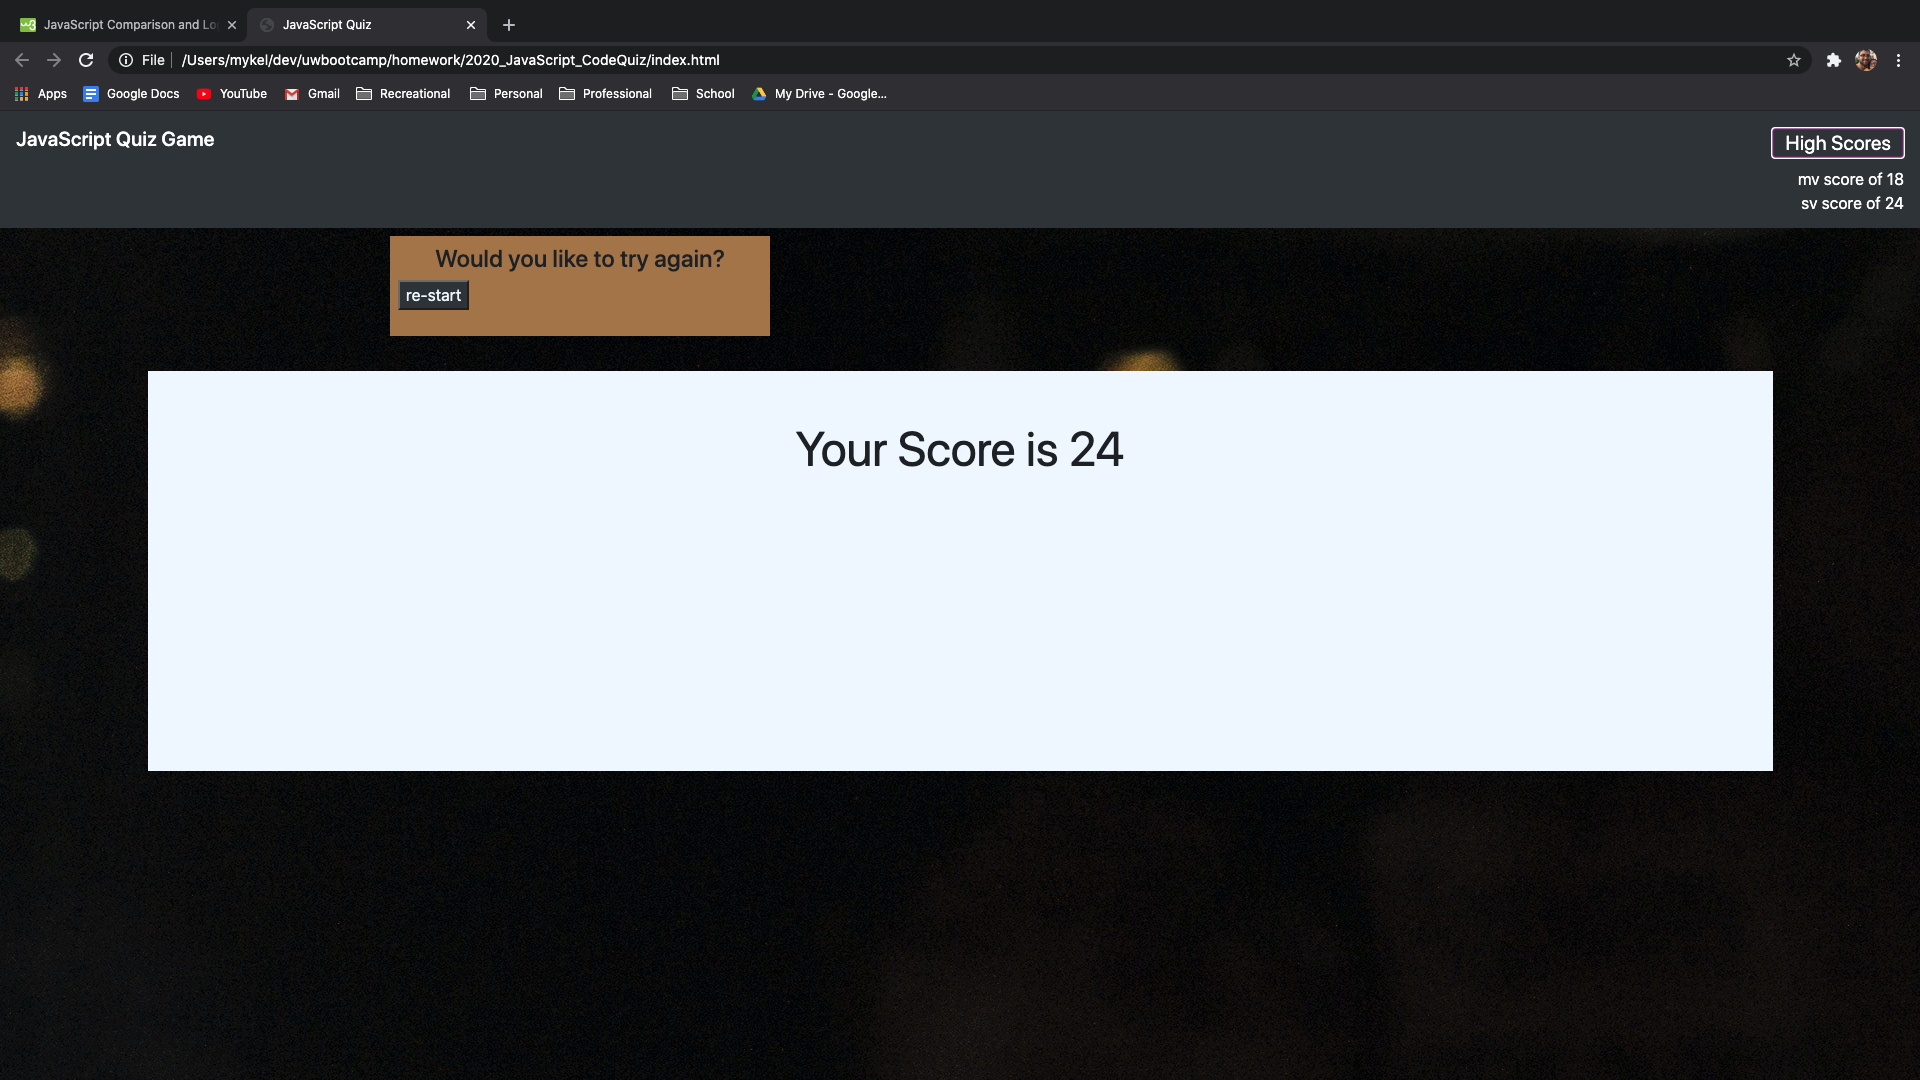 JavaScript Comparison and Lo
JavaScript Quiz
File /Users/mykel/dev/uwbootcamp/homework/2020_JavaScript_CodeQuiz/index.html
Apps Google Docs YouTube Gmail Recreational Personal Professional School My Drive - Google...
JavaScript Quiz Game
High Scores
mv score of 18
sv score of 24
Would you like to try again?
re-start
Your Score is 24